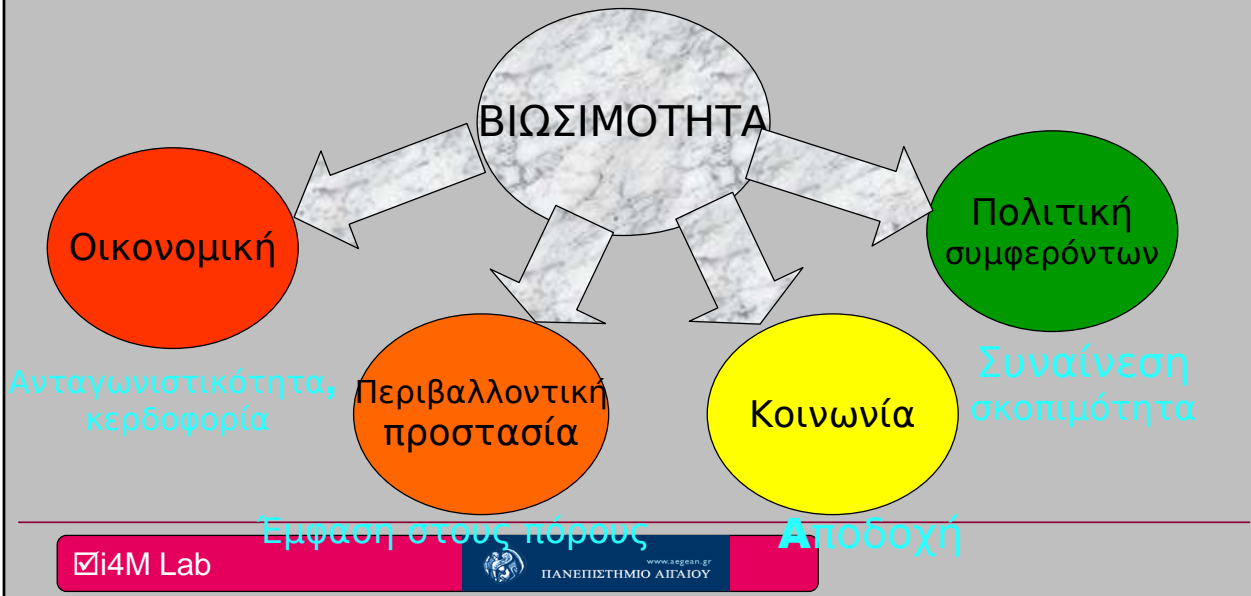 ΒΙΩΣΙΜΟΤΗΤΑ
Οικονομική
Πολιτική
συμφερόντων
Ανταγωνιστικότητα,
κερδοφορία
Περιβαλλοντική
προστασία
Κοινωνία
Συναίνεση
σκοπιμότητα
Έμφαση στους πόρους
Αποδοχή
☑i4M Lab
www.aegean.gr
ΠΑΝΕΠΙΣΤΗΜΙΟ ΑΙΓΑΙΟΥ